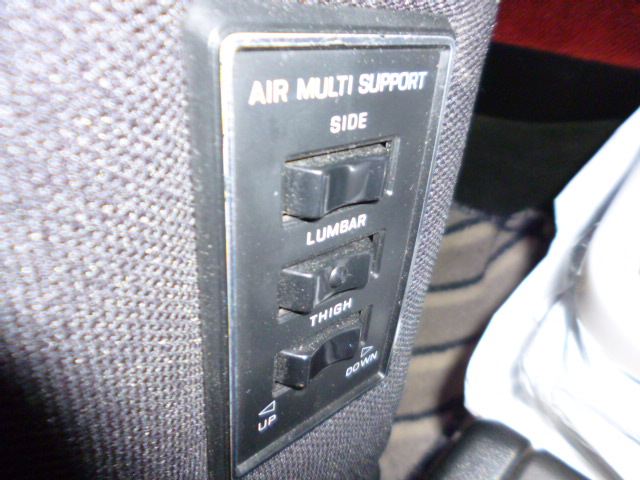 AIR MULTI SUPPORT
SIDE
LUMBAR
THIGH
UP DOWN